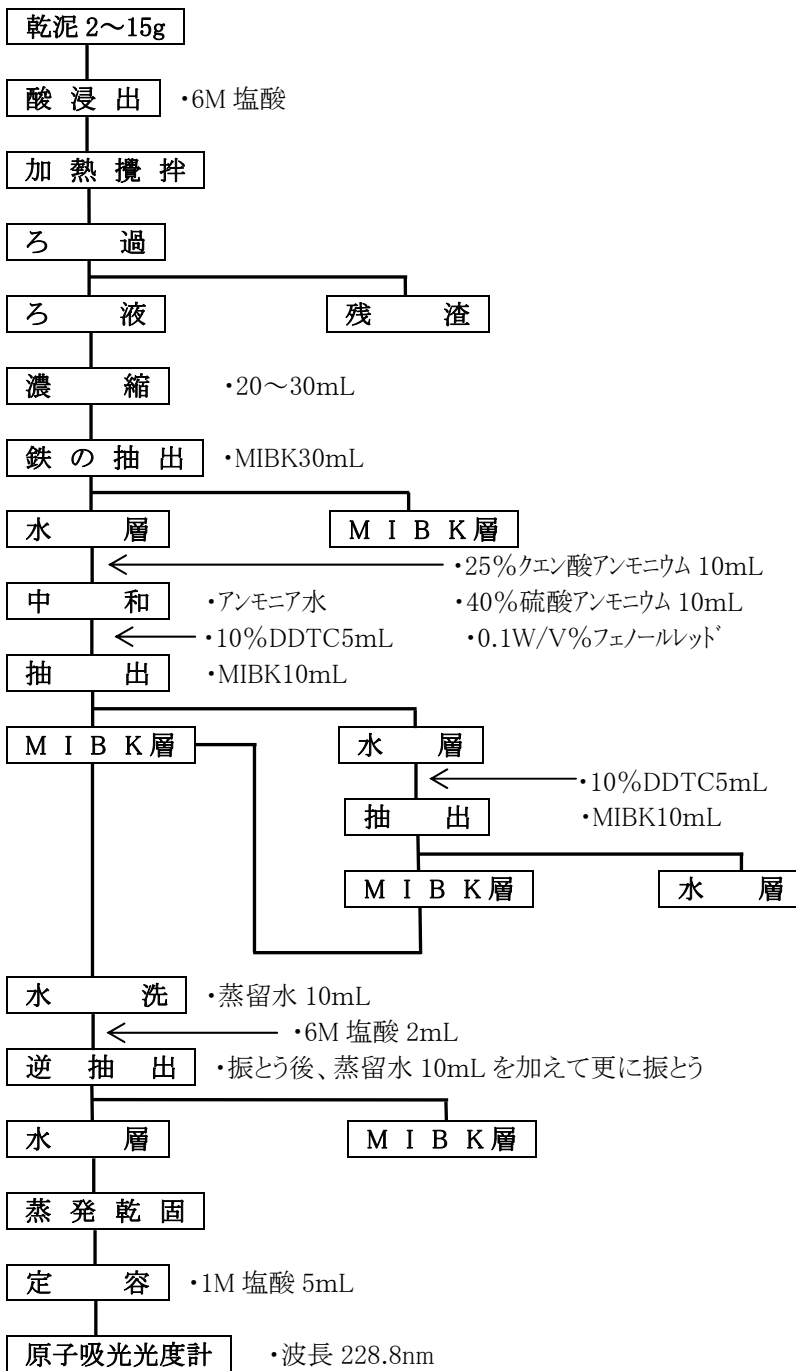 乾泥 2～15g
酸 浸 出 ・6M 塩酸
加 熱 攪 拌
ろ 過
ろ 液 残 渣
濃 縮 ・20～30mL
鉄 の 抽 出 ・MIBK30mL
水 層 M I B K層
・25%クエン酸アンモニウム 10mL
中 和 ・アンモニア水 ・40%硫酸アンモニウム 10mL
・10%DDTC5mL ・0.1W/V%フェノールレッド
抽 出 ・MIBK10mL
M I B K層 水 層
・10%DDTC5mL
抽 出 ・MIBK10mL
M I B K層 水 層
水 洗 ・蒸留水 10mL
・6M 塩酸 2mL
逆 抽 出 ・振とう後、蒸留水 10mL を加えて更に振とう
水 層 M I B K層
蒸 発 乾 固
定 容 ・1M 塩酸 5mL
原子吸光光度計 ・波長 228.8nm